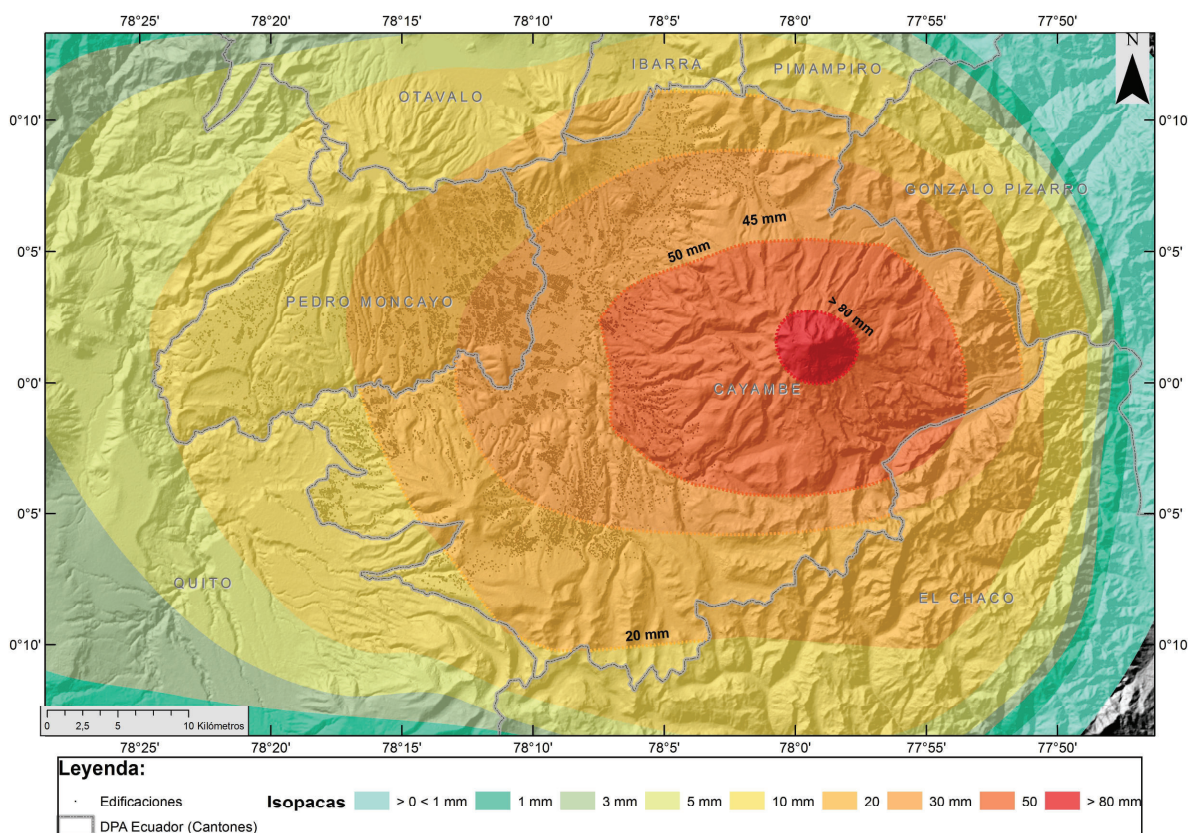 78°25' 78°20' 78°15' 78°10' 78°5' 78°0' 77°55' 77°50'
N
IBARRA
PIMAMPIRO
OTAVALO
0°10' 0°10'
GONZALO PIZARRO
45 mm
0°5' 50 mm 0°5'
PEDRO MONCAYO
> 80 mm
0°0' 0°0'
CAYAMBE
0°5' 0°5'
QUITO
EL CHACO
20 mm
0°10' 0°10'
0 2,5 5 10 Kilómetros
78°25' 78°20' 78°15' 78°10' 78°5' 78°0' 77°55' 77°50'
Leyenda:
Edificaciones Isopacas > 0 < 1 mm 1 mm 3 mm 5 mm 10 mm 20 30 mm 50 > 80 mm
DPA Ecuador (Cantones)